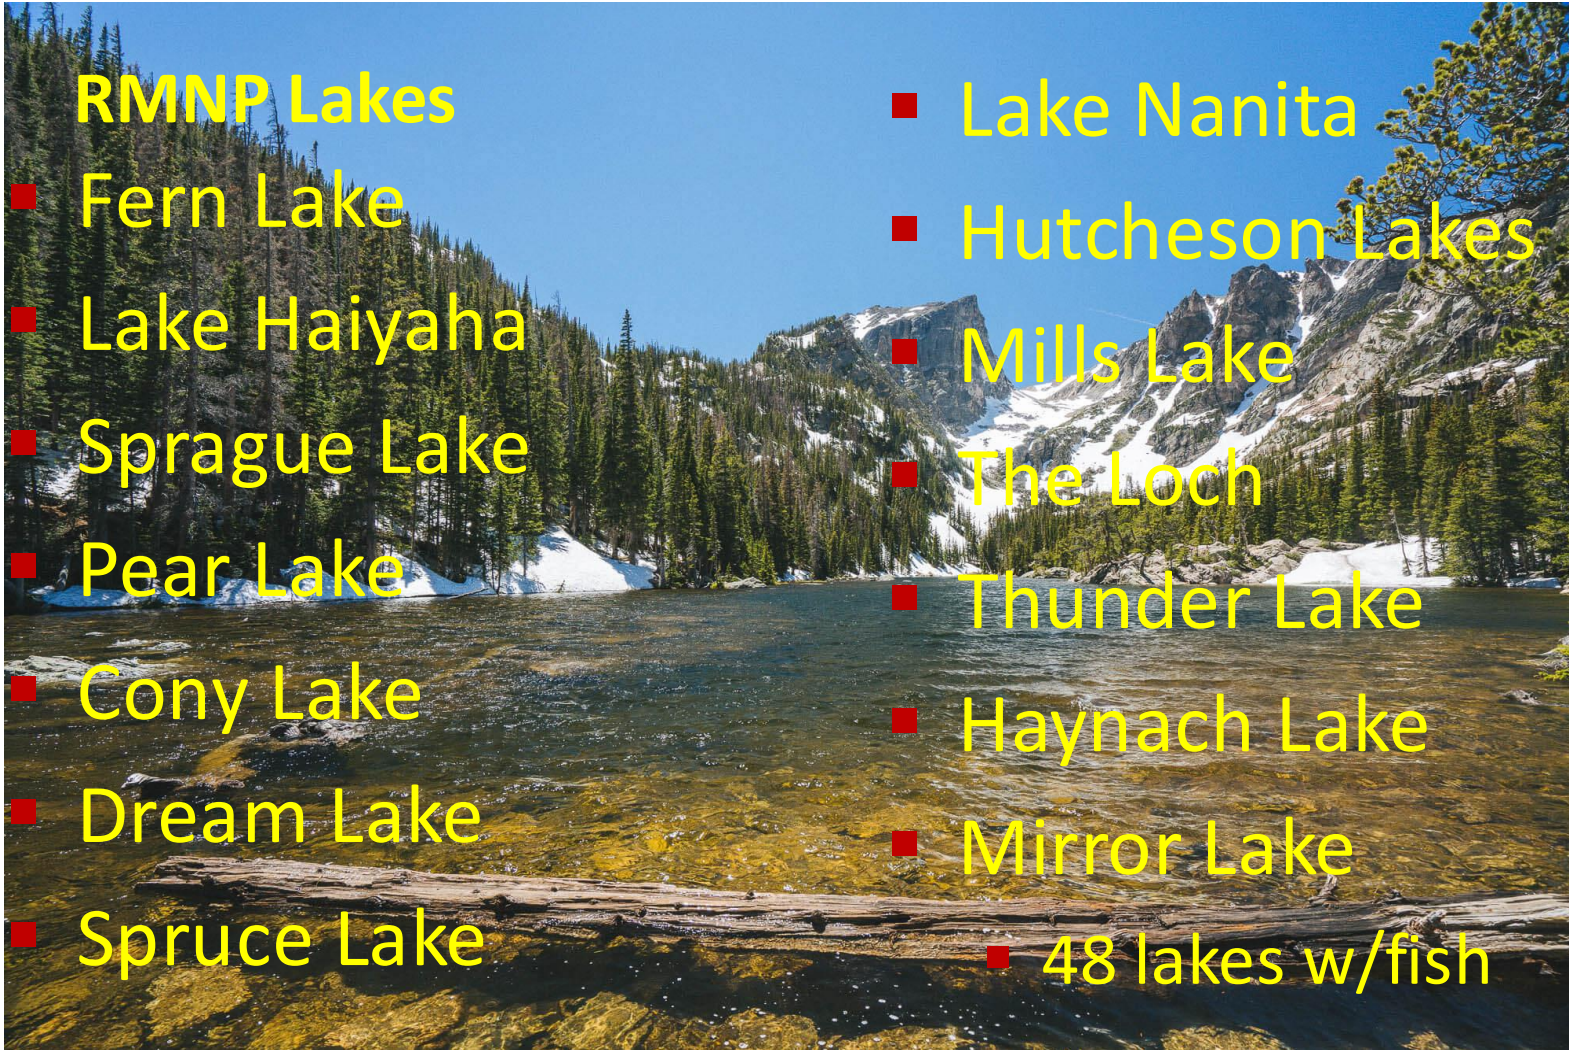 RMNP Lakes
▪ Fern Lake
▪ Lake Haiyaha
▪ Sprague Lake
▪ Pear Lake
▪ Cony Lake
▪ Dream Lake
▪ Spruce Lake
▪ Lake Nanita
▪ Hutcheson Lakes
▪ Mills Lake
▪ The Loch
▪ Thunder Lake
▪ Haynach Lake
▪ Mirror Lake
▪ 48 lakes w/fish